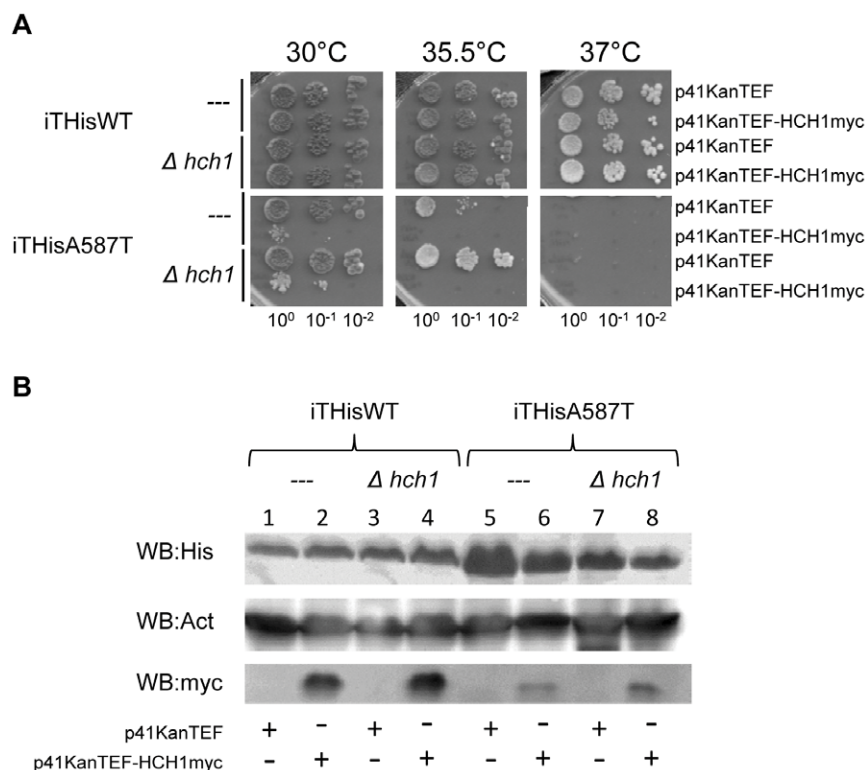 A
30°C 35.5°C 37°C
iTHisWT --- p41KanTEF
p41KanTEF-HCH1myc
Δ hch1 p41KanTEF
p41KanTEF-HCH1myc
iTHisA587T --- p41KanTEF
p41KanTEF-HCH1myc
Δ hch1 p41KanTEF
p41KanTEF-HCH1myc
10⁰ 10⁻¹ 10⁻² 10⁰ 10⁻¹ 10⁻² 10⁰ 10⁻¹ 10⁻²
B
iTHisWT iTHisA587T
--- Δ hch1 --- Δ hch1
1 2 3 4 5 6 7 8
WB:His
WB:Act
WB:myc
p41KanTEF + - + - + - + -
p41KanTEF-HCH1myc - + - + - + - +